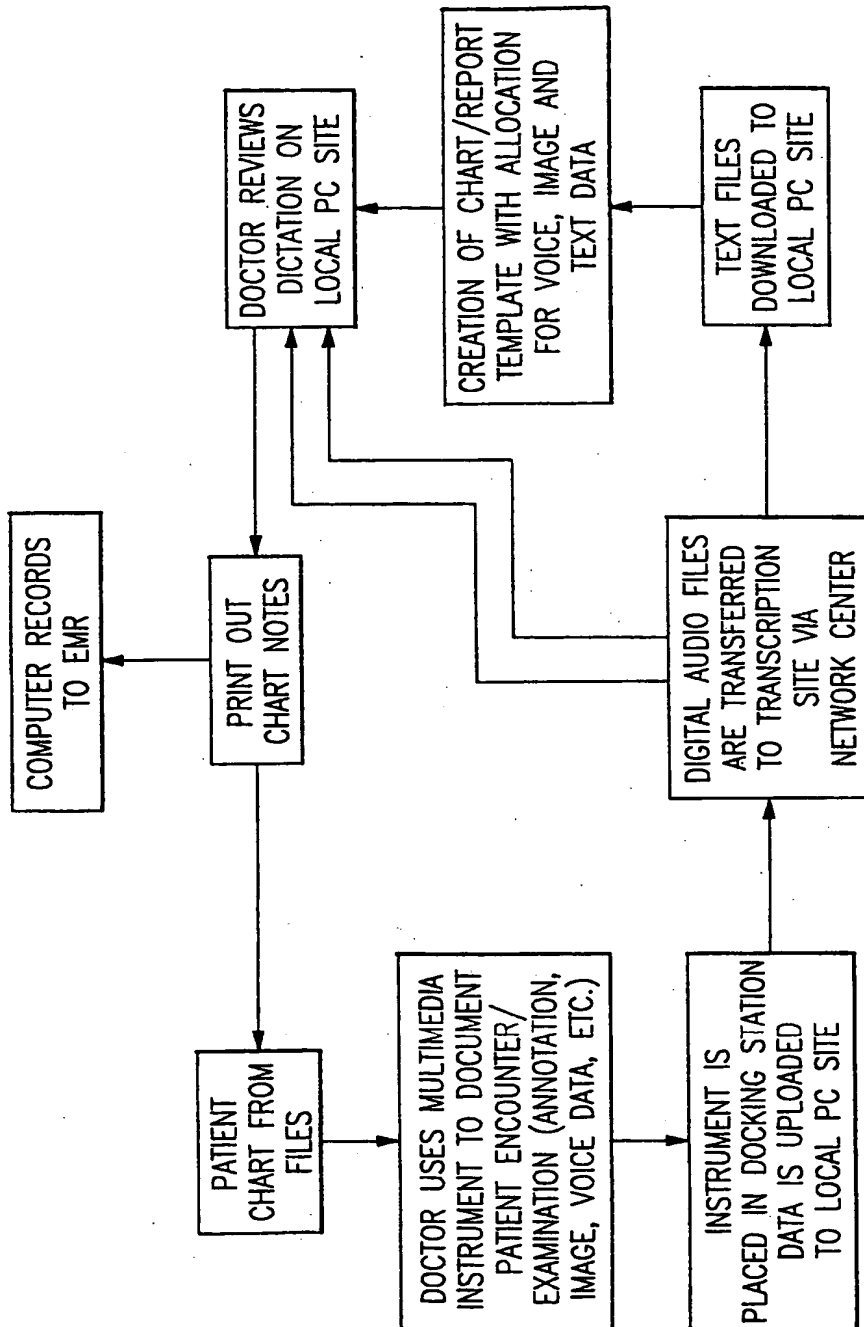 COMPUTER RECORDS
TO EMR
PATIENT
CHART FROM
FILES
PRINT OUT
CHART NOTES
DOCTOR REVIEWS
DICTATION ON
LOCAL PC SITE
DOCTOR USES MULTIMEDIA
INSTRUMENT TO DOCUMENT
PATIENT ENCOUNTER/
EXAMINATION (ANNOTATION,
IMAGE, VOICE DATA, ETC.)
CREATION OF CHART/REPORT
TEMPLATE WITH ALLOCATION
FOR VOICE, IMAGE AND
TEXT DATA
INSTRUMENT IS
PLACED IN DOCKING STATION
DATA IS UPLOADED
TO LOCAL PC SITE
DIGITAL AUDIO FILES
ARE TRANSFERRED
TO TRANSCRIPTION
SITE VIA
NETWORK CENTER
TEXT FILES
DOWNLOADED TO
LOCAL PC SITE